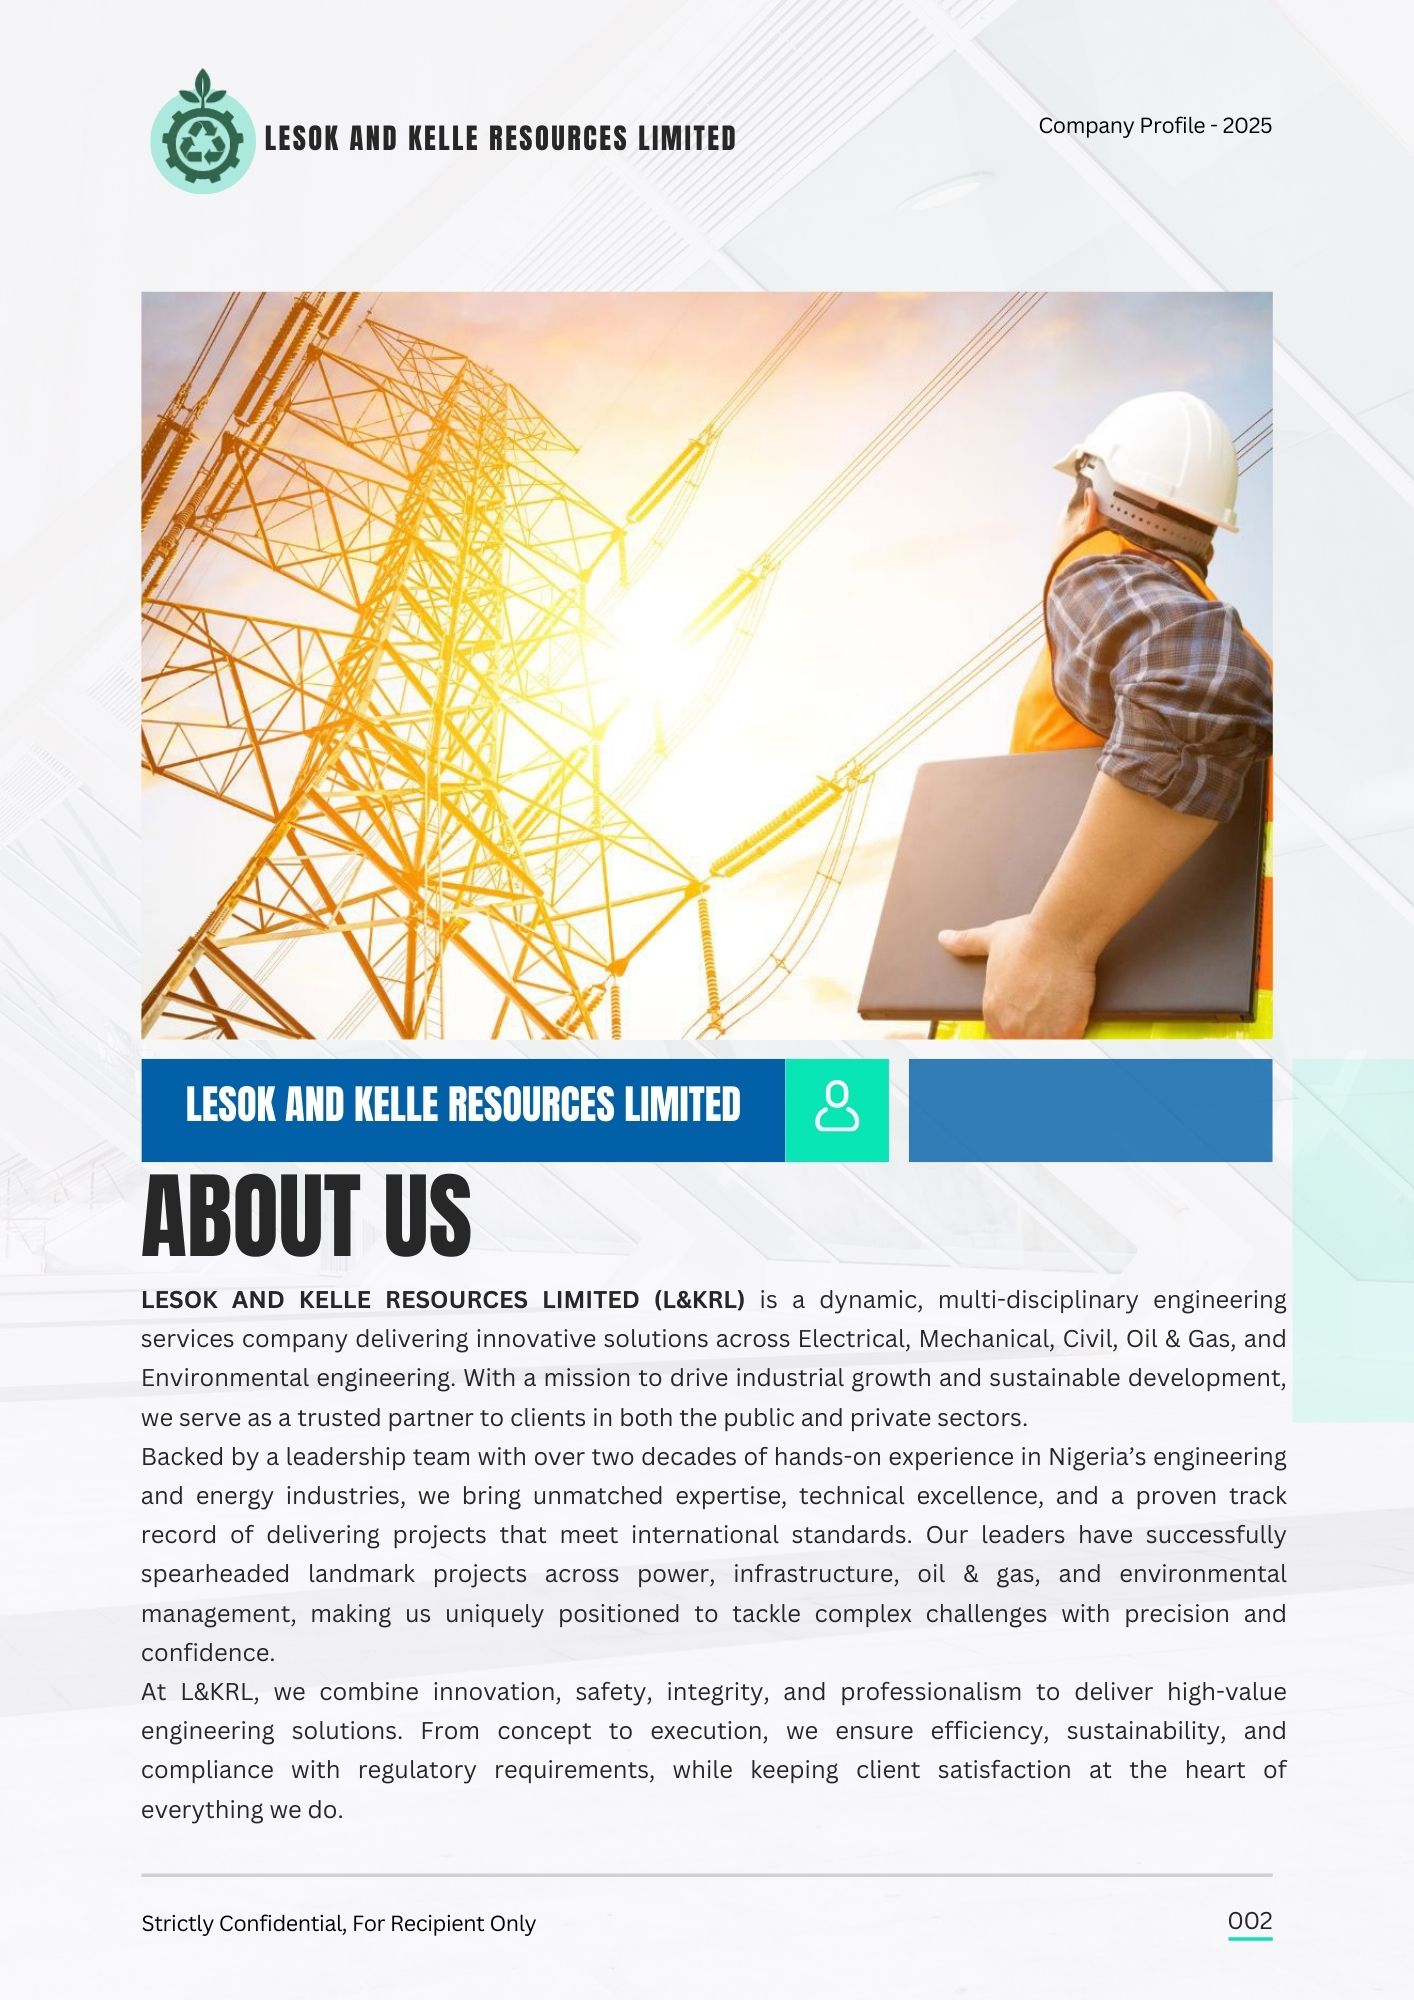 LESOK AND KELLE RESOURCES LIMITED
Company Profile - 2025
LESOK AND KELLE RESOURCES LIMITED
ABOUT US
LESOK AND KELLE RESOURCES LIMITED (L&KRL) is a dynamic, multi-disciplinary engineering
services company delivering innovative solutions across Electrical, Mechanical, Civil, Oil & Gas, and
Environmental engineering. With a mission to drive industrial growth and sustainable development,
we serve as a trusted partner to clients in both the public and private sectors.
Backed by a leadership team with over two decades of hands-on experience in Nigeria’s engineering
and energy industries, we bring unmatched expertise, technical excellence, and a proven track
record of delivering projects that meet international standards. Our leaders have successfully
spearheaded landmark projects across power, infrastructure, oil & gas, and environmental
management, making us uniquely positioned to tackle complex challenges with precision and
confidence.
At L&KRL, we combine innovation, safety, integrity, and professionalism to deliver high-value
engineering solutions. From concept to execution, we ensure efficiency, sustainability, and
compliance with regulatory requirements, while keeping client satisfaction at the heart of
everything we do.
Strictly Confidential, For Recipient Only
002